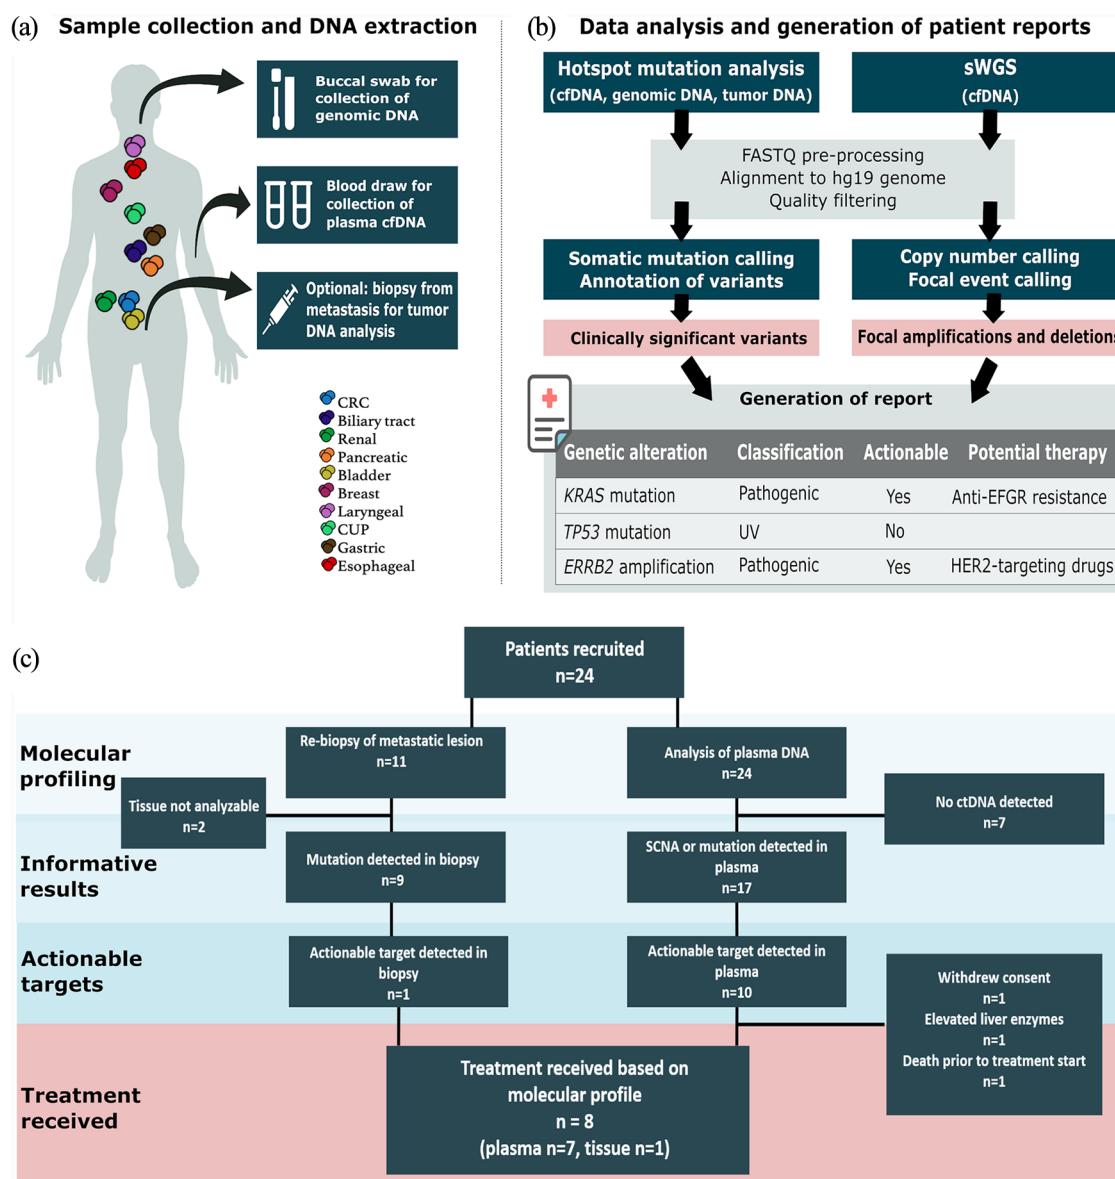 (a) Sample collection and DNA extraction
Buccal swab for
collection of
genomic DNA
Blood draw for
collection of
plasma cfDNA
Optional: biopsy from
metastasis for tumor
DNA analysis
CRC
Biliary tract
Renal
Pancreatic
Bladder
Breast
Laryngeal
CUP
Gastric
Esophageal
(b) Data analysis and generation of patient reports
Hotspot mutation analysis
(cfDNA, genomic DNA, tumor DNA)
sWGS
(cfDNA)
FASTQ pre-processing
Alignment to hg19 genome
Quality filtering
Somatic mutation calling
Annotation of variants
Copy number calling
Focal event calling
Clinically significant variants
Focal amplifications and deletions
Generation of report
Genetic alteration Classification Actionable Potential therapy
KRAS mutation Pathogenic Yes Anti-EFGR resistance
TP53 mutation UV No
ERRB2 amplification Pathogenic Yes HER2-targeting drugs
(c)
Patients recruited
n=24
Molecular
profiling
Re-biopsy of metastatic lesion
n=11
Analysis of plasma DNA
n=24
Tissue not analyzable
n=2
No ctDNA detected
n=7
Informative
results
Mutation detected in biopsy
n=9
SCNA or mutation detected in
plasma
n=17
Actionable
targets
Actionable target detected in
biopsy
n=1
Actionable target detected in
plasma
n=10
Withdrew consent
n=1
Elevated liver enzymes
n=1
Death prior to treatment start
n=1
Treatment
received
Treatment received based on
molecular profile
n = 8
(plasma n=7, tissue n=1)